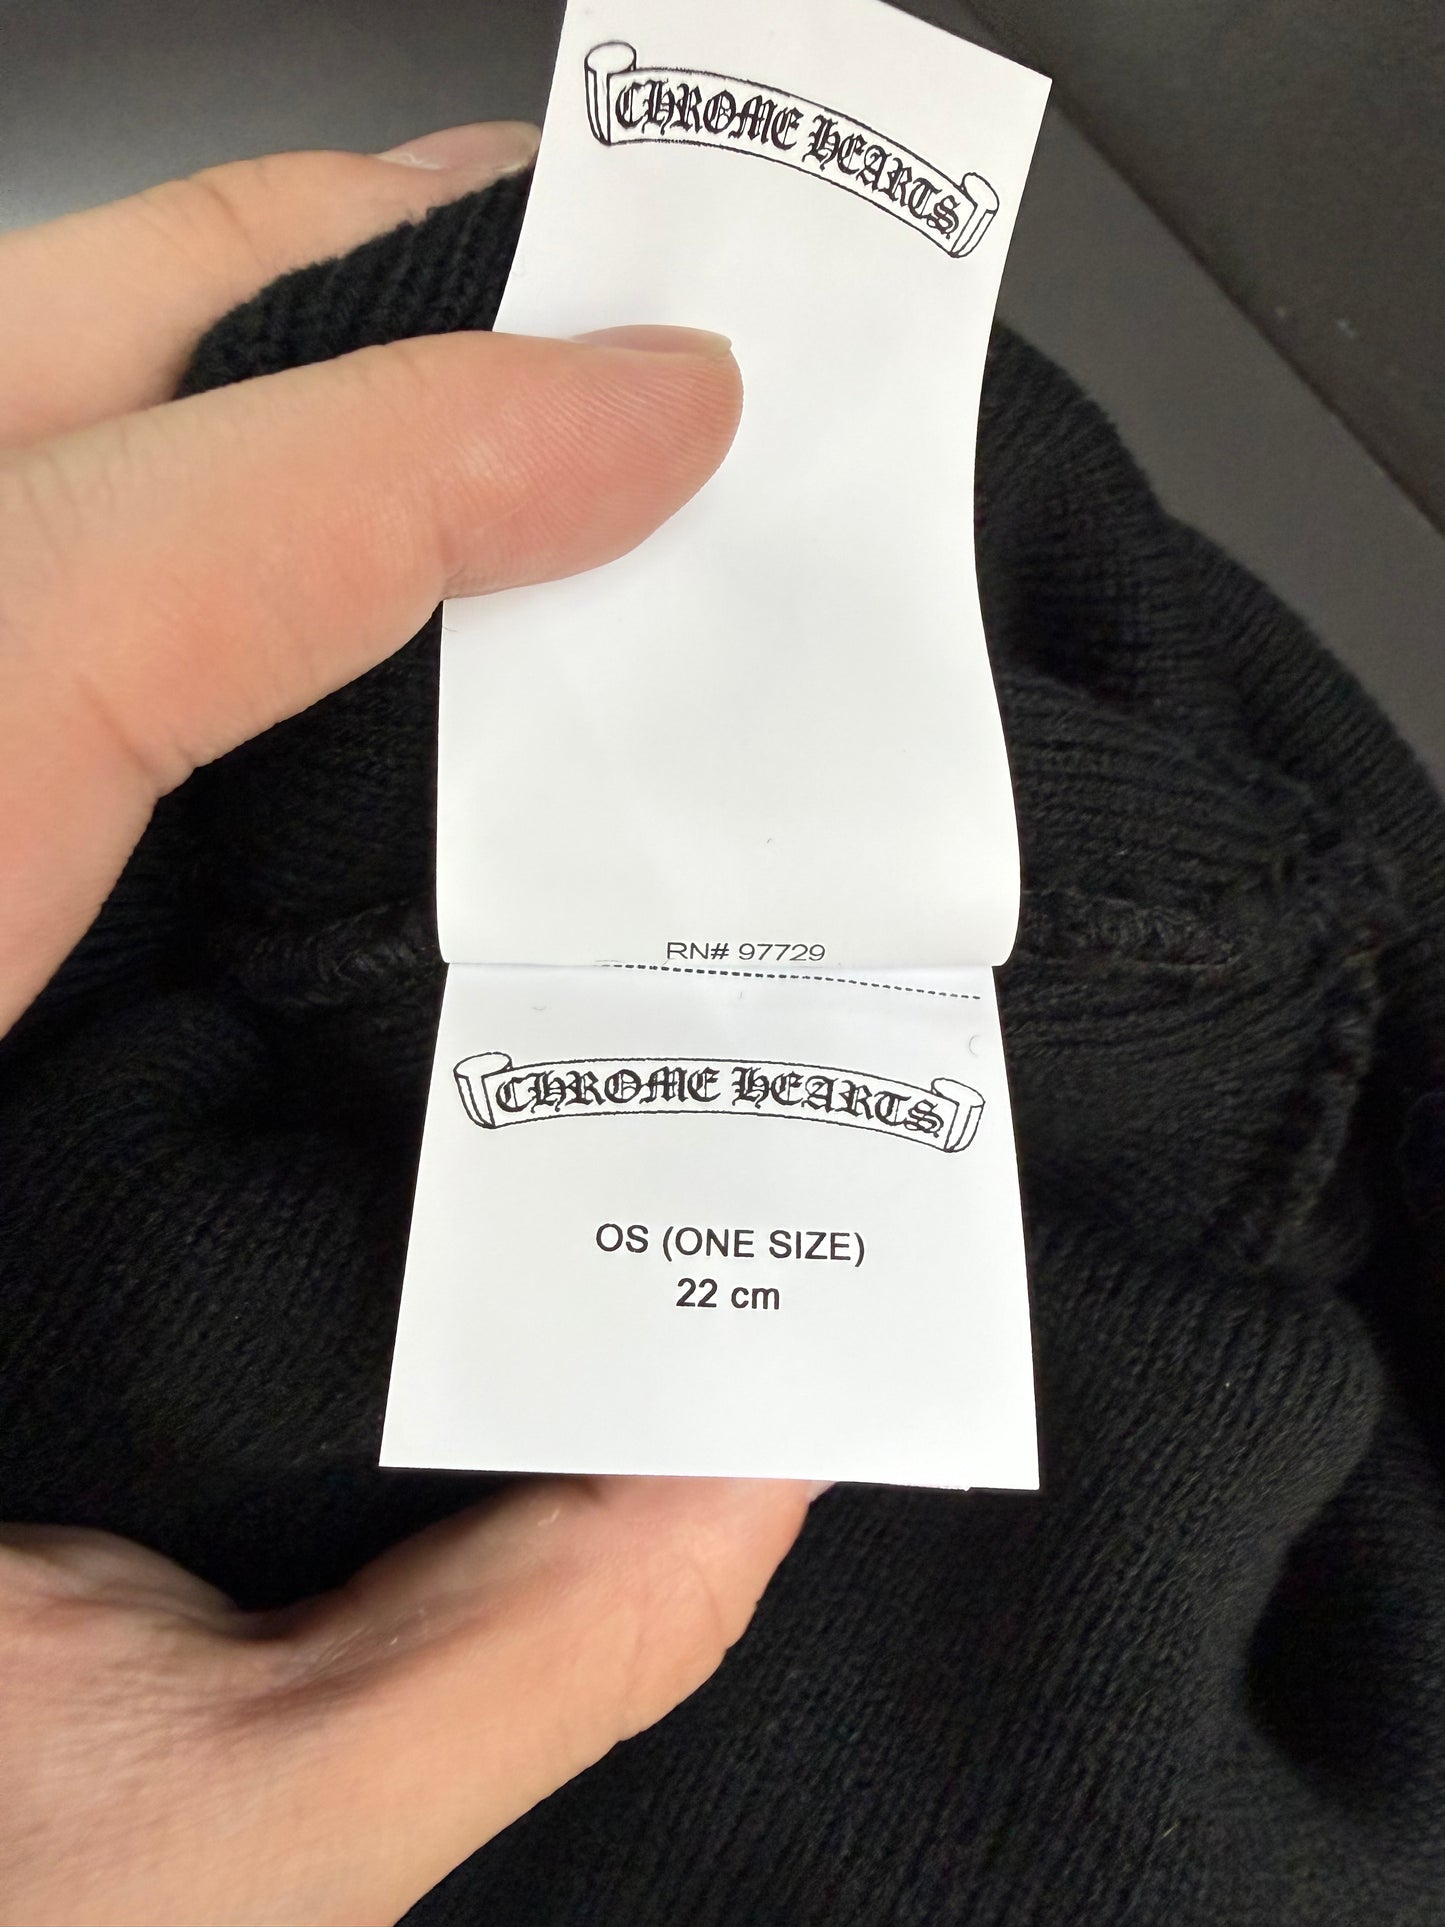 CHROME HEARTS
RN# 97729
CHROME HEARTS
OS (ONE SIZE)
22 cm